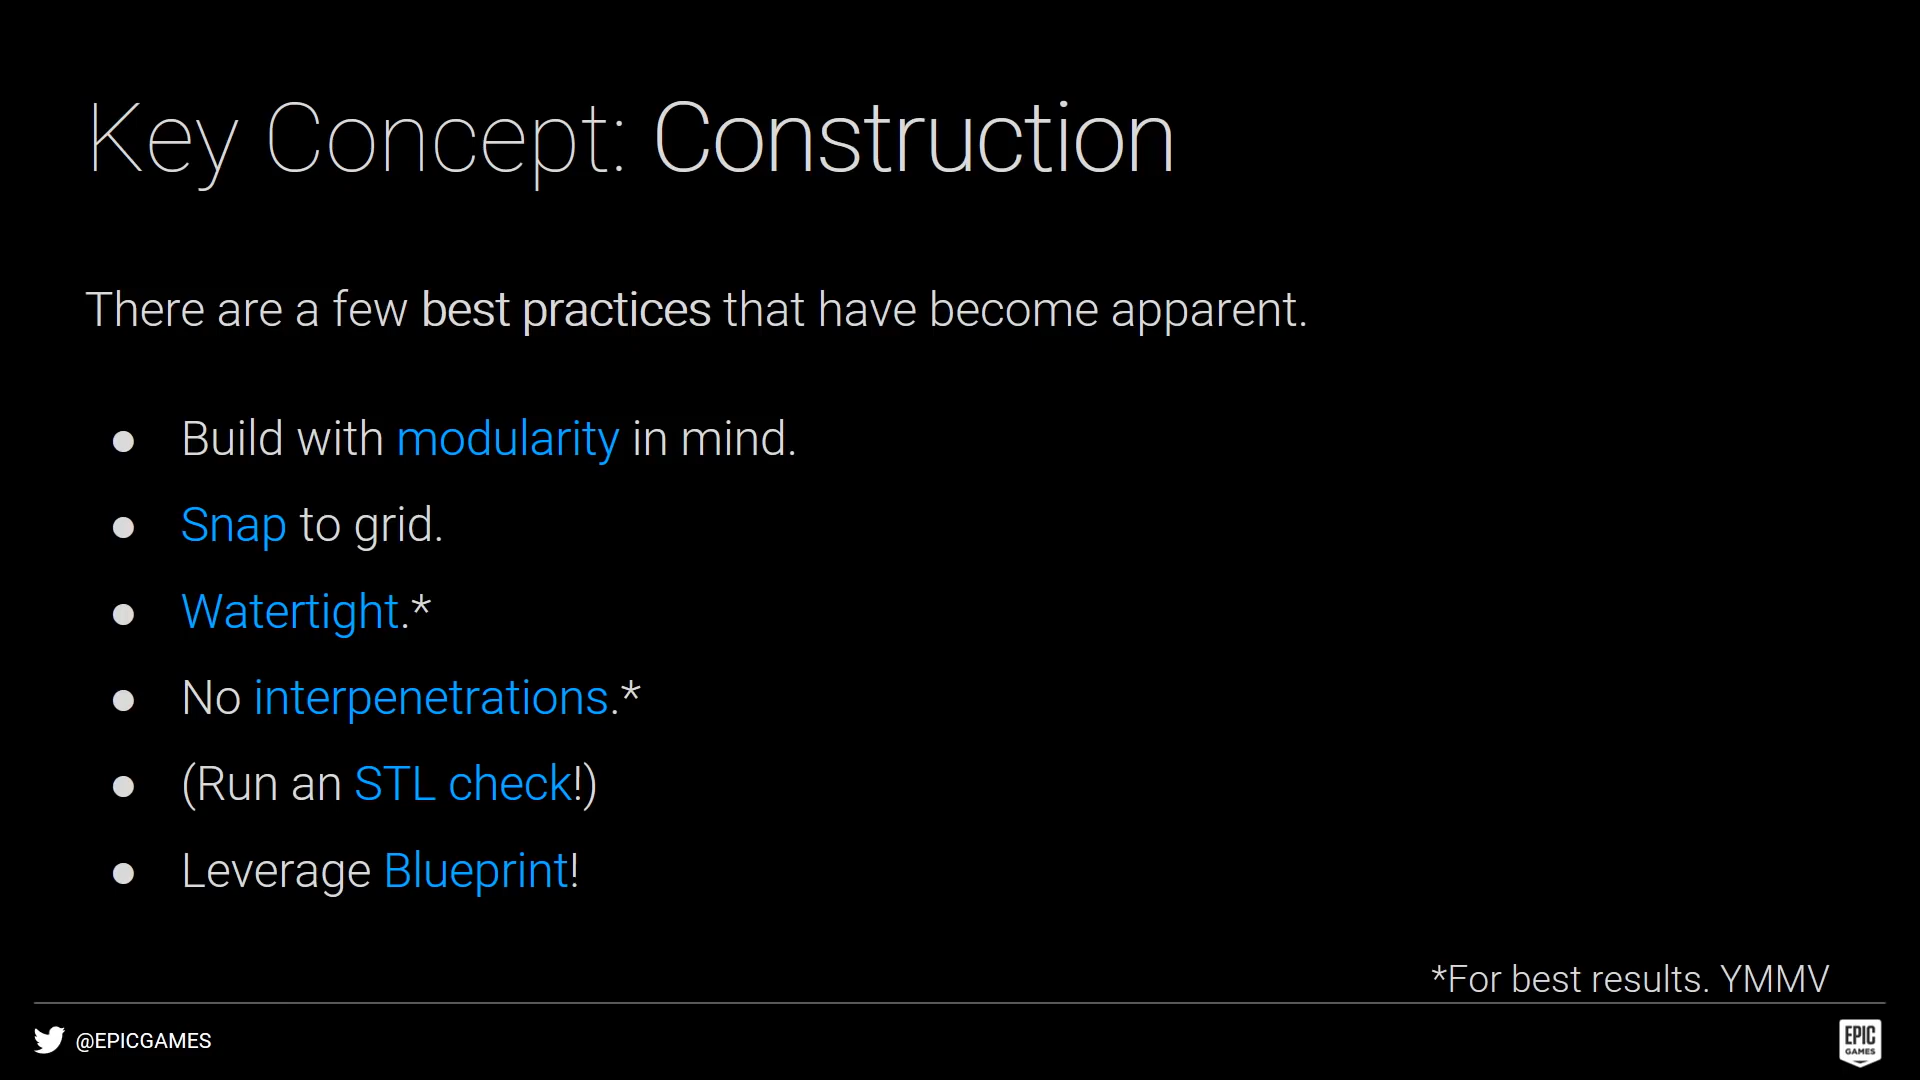 Key Concept: Construction
There are a few best practices that have become apparent.
● Build with modularity in mind.
● Snap to grid.
● Watertight.*
● No interpenetrations.*
● (Run an STL check!)
● Leverage Blueprint!
*For best results. YMMV
@EPICGAMES
EPIC
GAMES